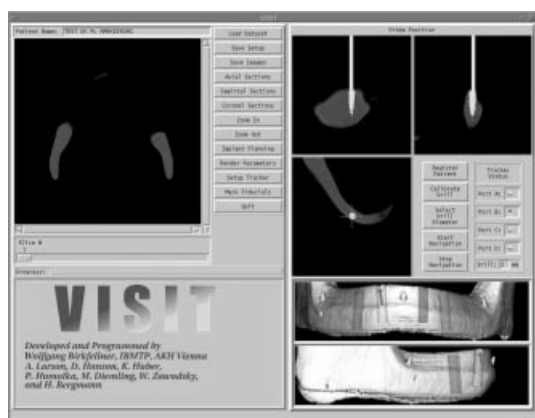 VISIT
Patient Name:
Load Dataset
Save Setup
Save Images
Axial Sections
Sagittal Sections
Coronal Sections
Zoom In
Zoom Out
Implant Planning
Render Parameters
Setup Tracker
Mark Fiducials
Quit
Slice #
1
Progress:
VISIT
Developed and Programmed by
Wolfgang Birkfellner, IBMTP, AKH Vienna
A. Larson, D. Hanson, K. Huber,
P. Homolka, M. Diemling, W. Zawodsky,
and H. Bergmann
Probe Position
Register
Patient
Calibrate
Drill
Select
Drill
Diameter
Start
Navigation
Stop
Navigation
Tracker
Status
Port A:
Port B:
Port C:
Port D:
Drill: